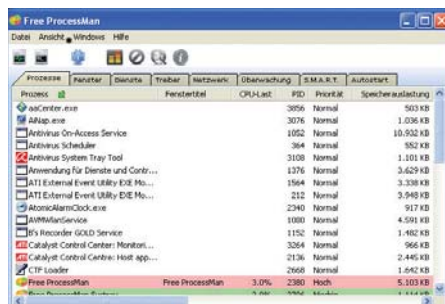 Free ProcessMan
Datei Ansicht Windows Hilfe
Prozesse Fenster Dienste Treiber Netzwerk Überwachung S.M.A.R.T. Autostart
Prozess Fenstertitel CPU-Last PID Priorität Speicherauslastung
aaCenter.exe 3856 Normal 503 KB
AiNap.exe 3076 Normal 1.036 KB
Antivirus On-Access Service 1052 Normal 10.932 KB
Antivirus Scheduler 364 Normal 552 KB
Antivirus System Tray Tool 3108 Normal 1.101 KB
Anwendung für Dienste und Contr... 1376 Normal 3.629 KB
ATI External Event Utility EXE Mo... 1564 Normal 3.338 KB
ATI External Event Utility EXE Mo... 212 Normal 3.948 KB
AtomicAlarmClock.exe 2340 Normal 917 KB
AVMWlanService 1080 Normal 4.591 KB
B's Recorder GOLD Service 1152 Normal 1.482 KB
Catalyst Control Center: Monitori... 3264 Normal 966 KB
Catalyst Control Centre: Host app... 2136 Normal 2.445 KB
CTF Loader 2668 Normal 1.642 KB
Free ProcessMan Free ProcessMan 3.0% 2380 Hoch 5.103 KB